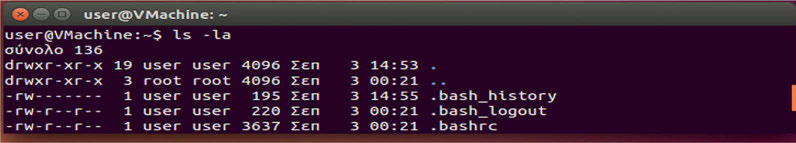 user@VMachine: ~
user@VMachine:~$ ls -la
σύνολο 136
drwxr-xr-x 19 user user 4096 Σεπ   3 14:53 .
drwxr-xr-x  3 root root 4096 Σεπ   3 00:21 ..
-rw-------  1 user user  195 Σεπ   3 14:55 .bash_history
-rw-r--r--  1 user user  220 Σεπ   3 00:21 .bash_logout
-rw-r--r--  1 user user 3637 Σεπ   3 00:21 .bashrc